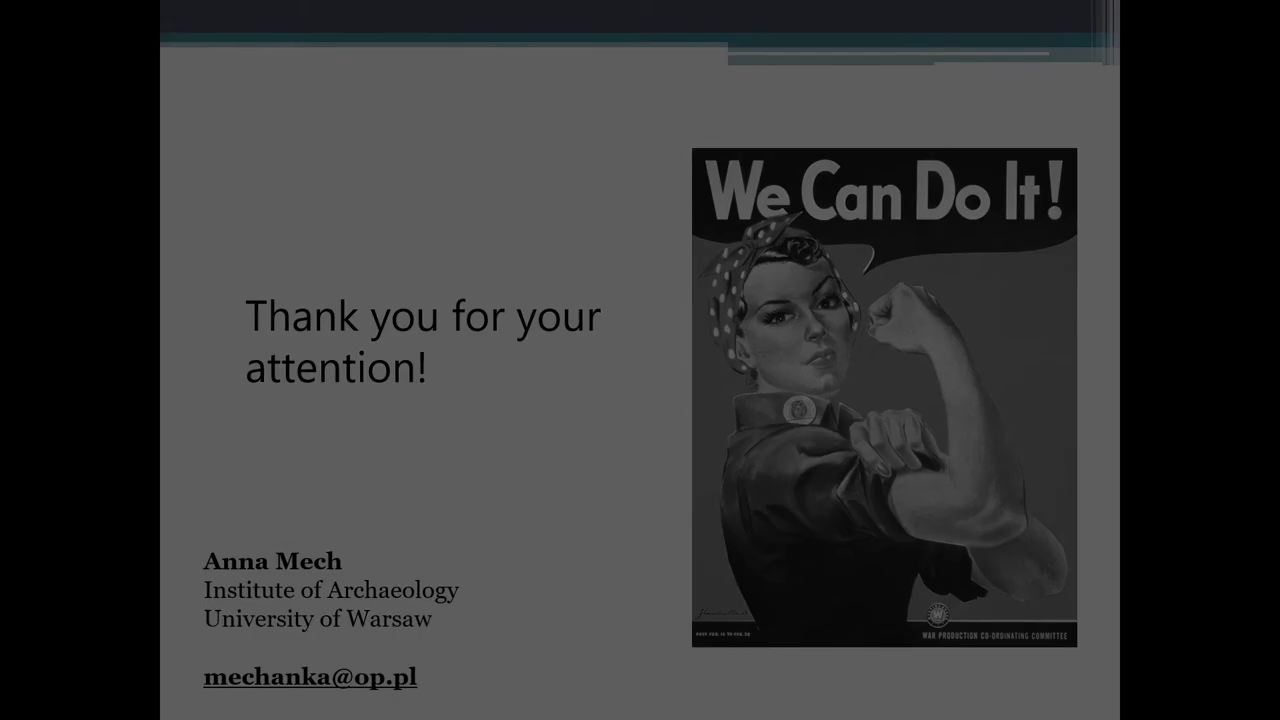 We Can Do It!
Thank you for your
attention!
Anna Mech
Institute of Archaeology
University of Warsaw
mechanka@op.pl
W
WAR PRODUCTION CO-ORDINATING COMMITTEE